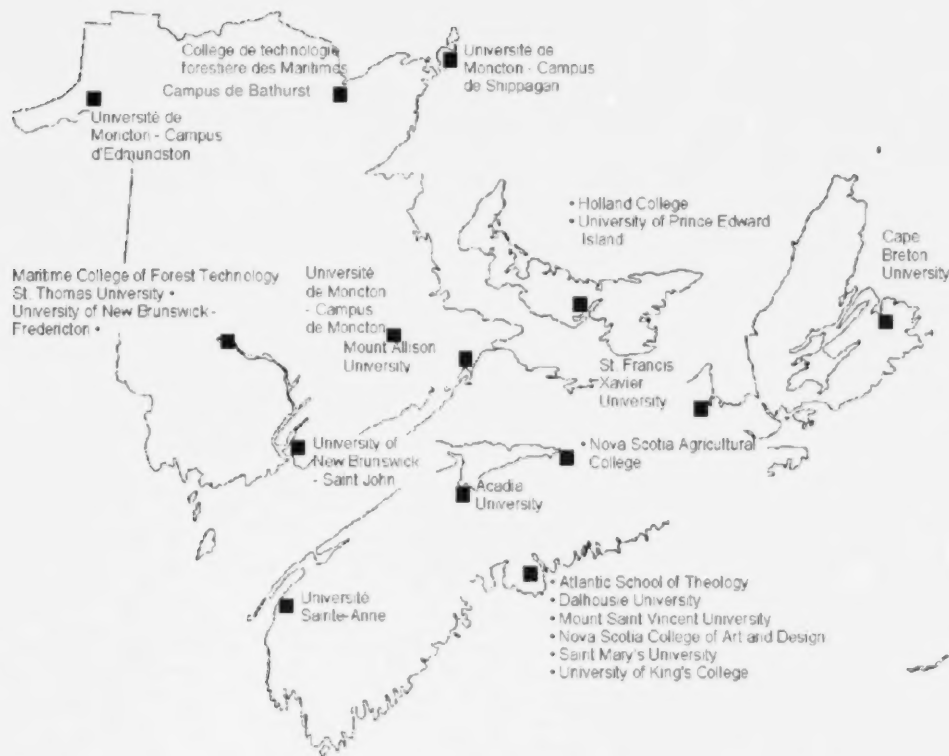 College de technologie
forestière des Maritimes
Campus de Bathurst
Université de
Moncton - Campus
de Shippagan
Université de
Moncton - Campus
d'Edmundston
• Holland College
• University of Prince Edward
Island
Cape
Breton
University
Maritime College of Forest Technology
St. Thomas University •
University of New Brunswick -
Fredericton •
Université
de Moncton
- Campus
de Moncton
Mount Allison
University
St. Francis
Xavier
University
University of
New Brunswick
- Saint John
• Nova Scotia Agricultural
College
Acadia
University
Université
Sainte-Anne
• Atlantic School of Theology
• Dalhousie University
• Mount Saint Vincent University
• Nova Scotia College of Art and Design
• Saint Mary's University
• University of King's College